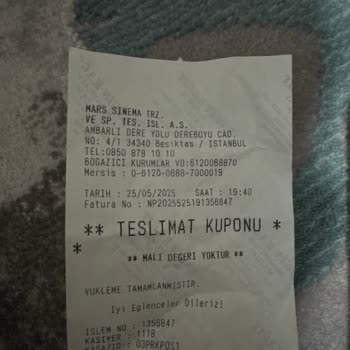 MARS SINEMA TRZ.
VE SP. TES. ISL. A.S.
AMBARLI DERE YOLU DEREBOYU CAD.
NO: 4/1 34340 Besiktas / ISTANBUL
TEL:0850 878 10 10
BOGAZICI KURUMLAR VD:6120068870
Mersis : 0-6120-0688-7000019
TARIH : 25/05/2025 SAAT : 19:40
Fatura No : NP2025525191356847
** TESLIMAT KUPONU *
*
** MALI DEGERI YOKTUR **
YUKLEME TAMAMLANMISTIR.
Iyi Eglenceler Dileriz!
ISLEM NO : 1356847
KASIYER : 1118
KASA ID : 03PRKPOS1